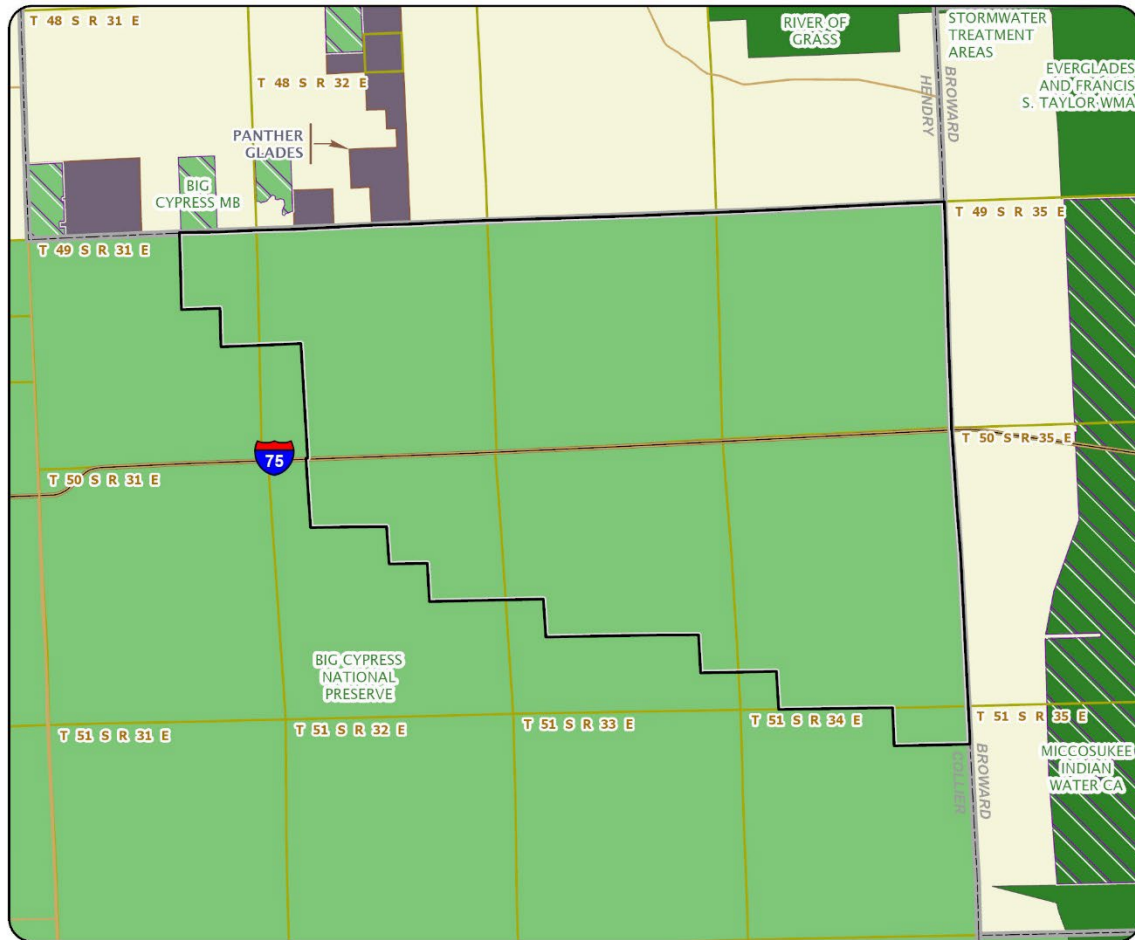 T 48 S R 31 E
RIVER OF
GRASS
STORMWATER
TREATMENT
AREAS
T 48 S R 32 E
EVERGLADES
AND FRANCIS
S. TAYLOR WMA
HENDRY
BROWARD
PANTHER
GLADES
BIG
CYPRESS MB
T 49 S R 31 E
T 49 S R 35 E
T 50 S R 35 E
75
T 50 S R 31 E
BIG CYPRESS
NATIONAL
PRESERVE
T 51 S R 31 E
T 51 S R 32 E
T 51 S R 33 E
T 51 S R 34 E
T 51 S R 35 E
MICCOSUKEE
INDIAN
WATER CA
COLLIER
BROWARD